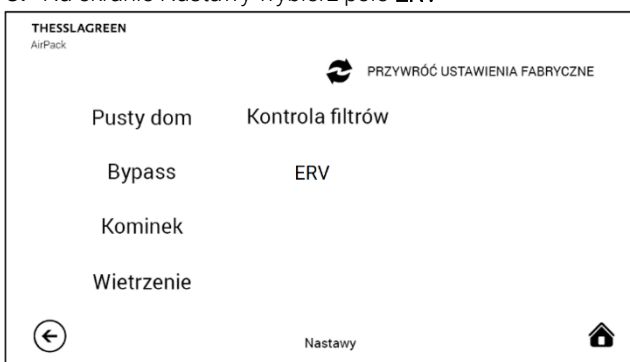 Na ekranie Nastawy wybierz pole ERV
THESSLAGREEN
AirPack
PRZYWRÓĆ USTAWIENIA FABRYCZNE
Pusty dom Kontrola filtrów
Bypass ERV
Kominek
Wietrzenie
Nastawy